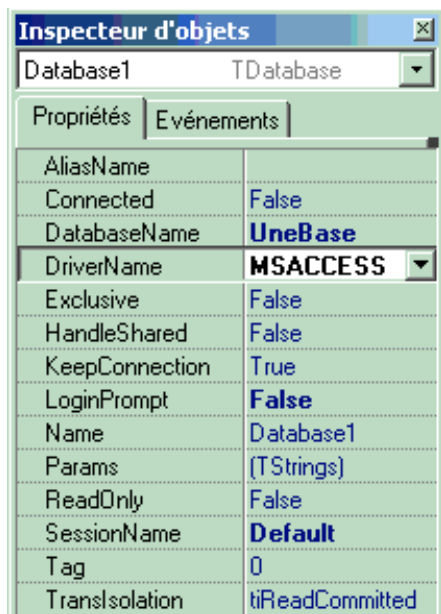 Inspecteur d'objets
Database1 TDatabase
Propriétés Evénements
AliasName
Connected False
DatabaseName UneBase
DriverName MSACCESS
Exclusive False
HandleShared False
KeepConnection True
LoginPrompt False
Name Database1
Params (TStrings)
ReadOnly False
SessionName Default
Tag 0
TransIsolation tiReadCommitted